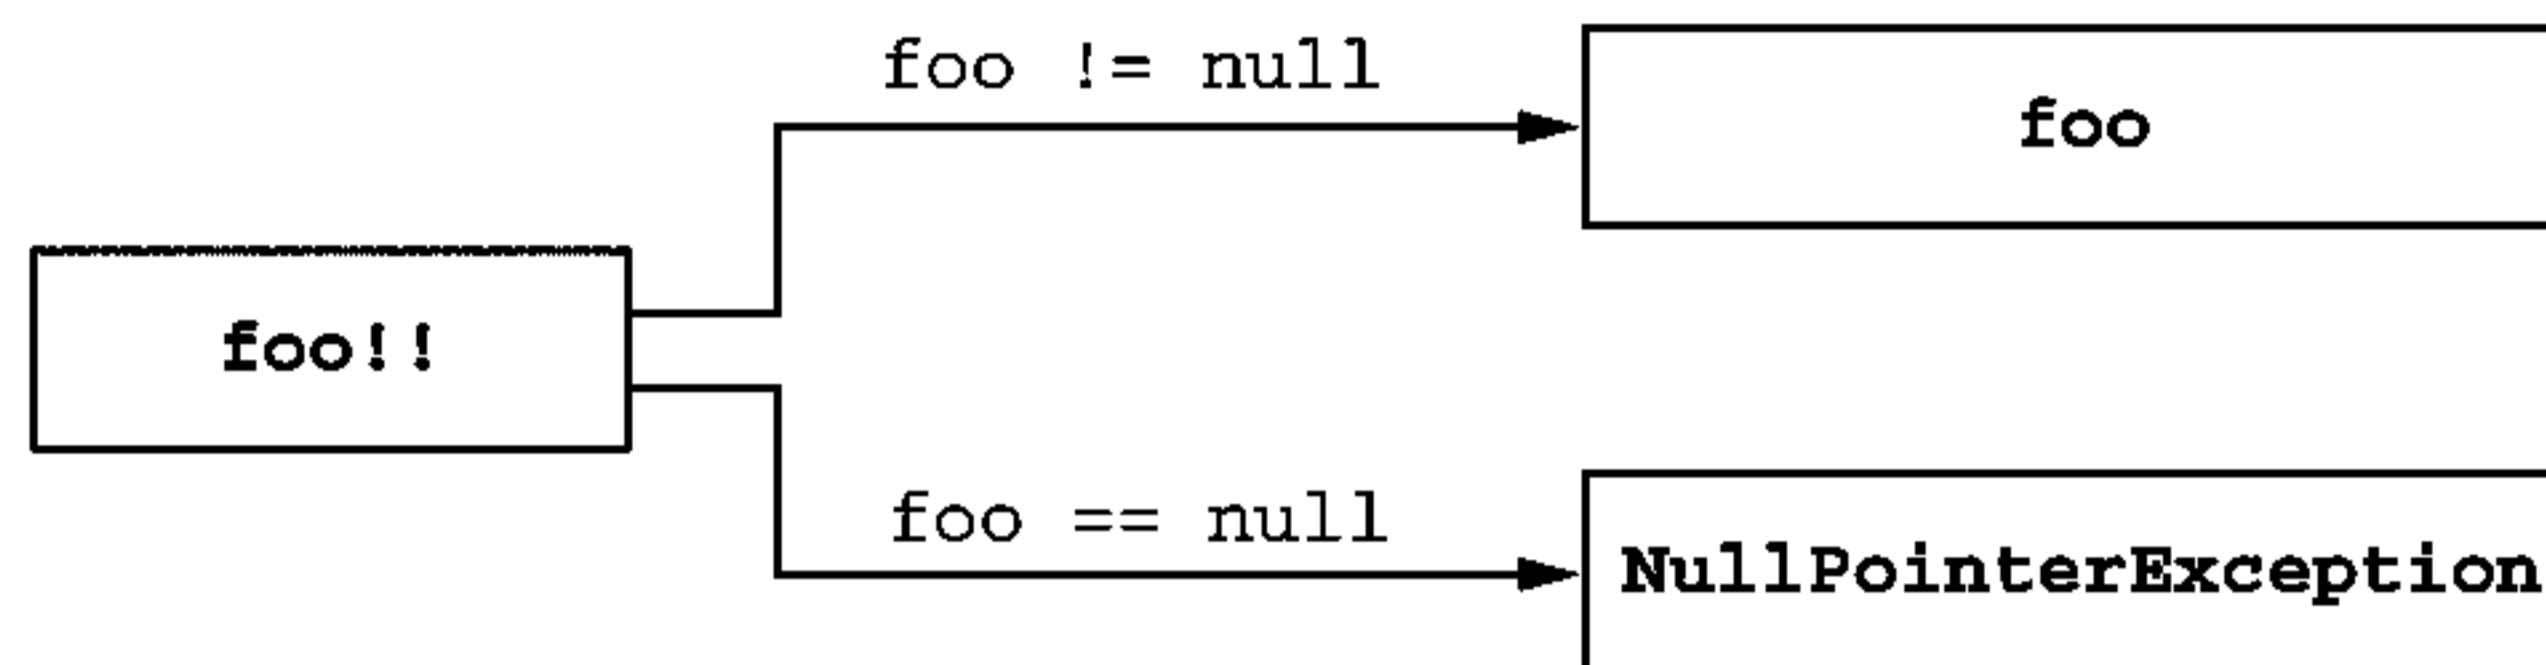 foo != null
foo
foo!!
foo == null
NullPointerException